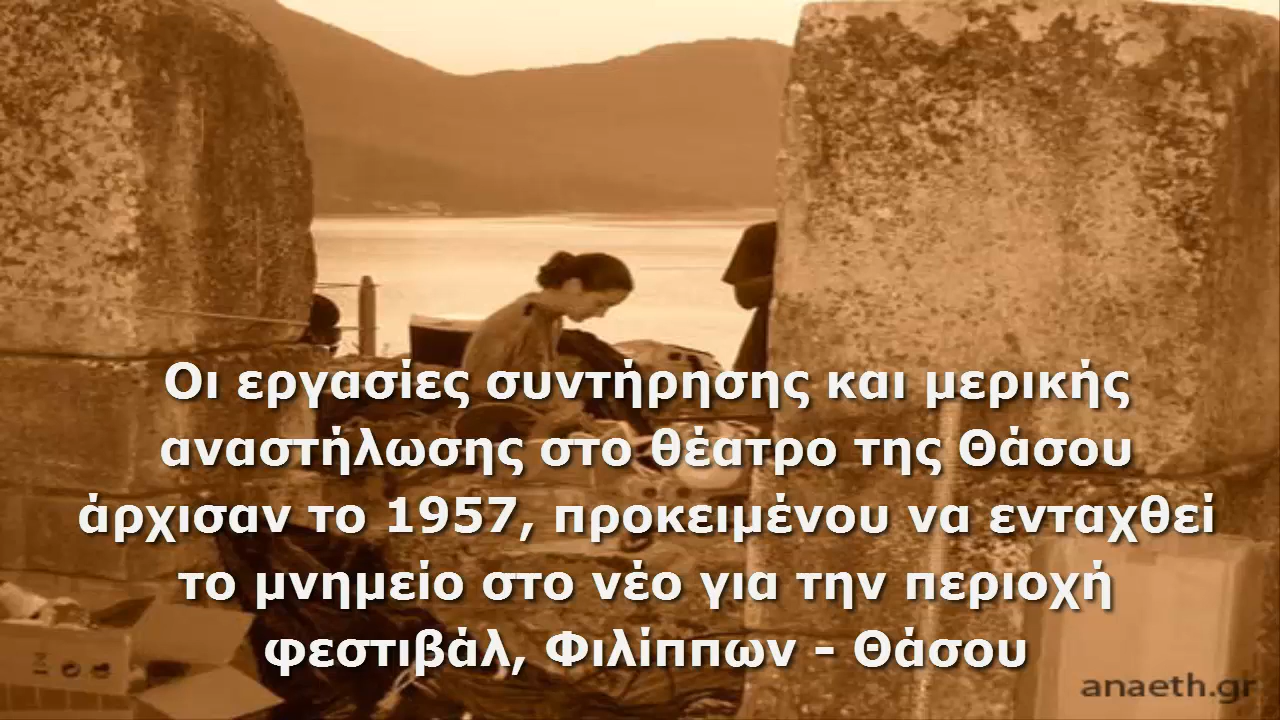 Οι εργασίες συντήρησης και μερικής
αναστήλωσης στο θέατρο της Θάσου
άρχισαν το 1957, προκειμένου να ενταχθεί
το μνημείο στο νέο για την περιοχή
φεστιβάλ, Φιλίππων - Θάσου
anaeth.gr